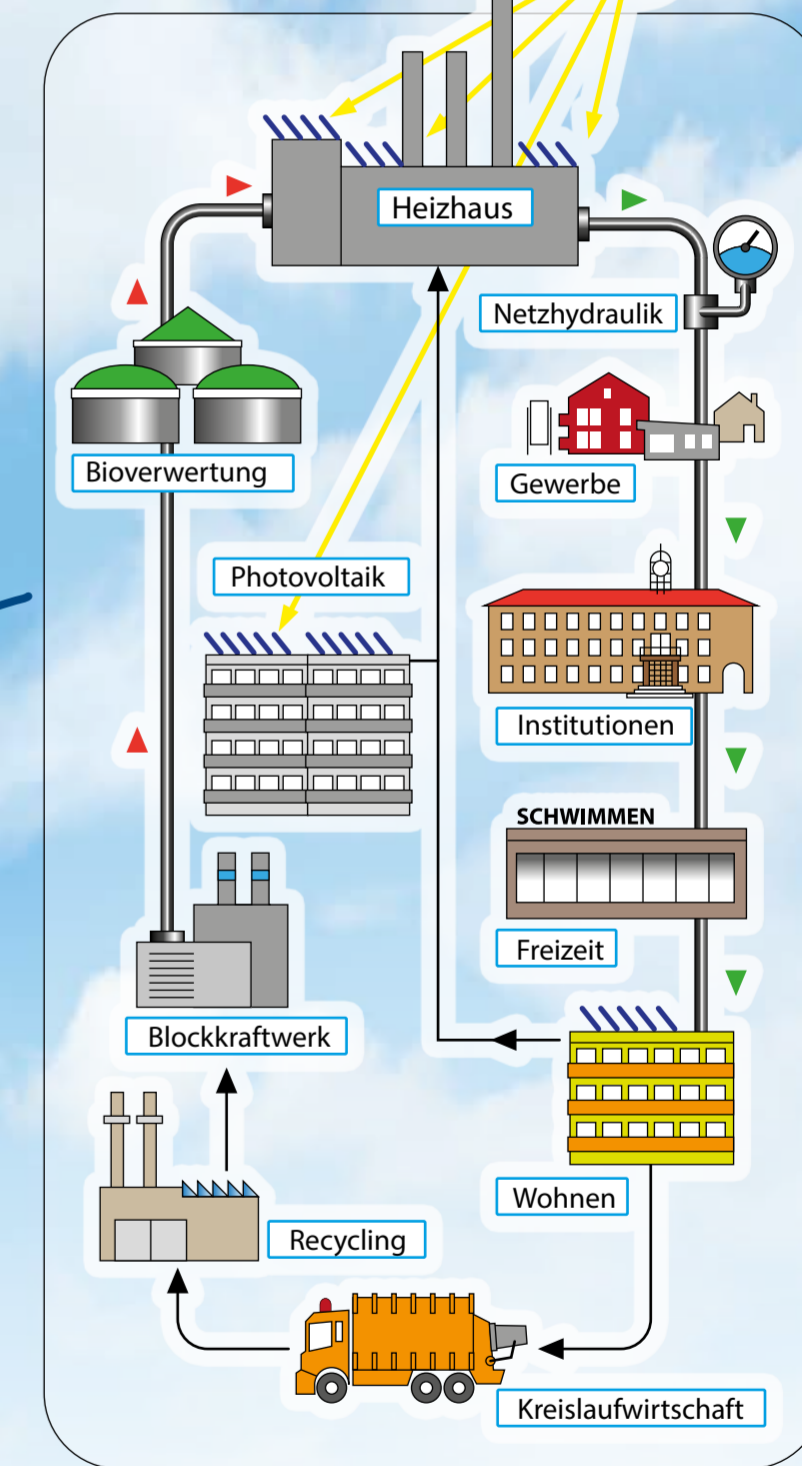 Heizhaus
Netzhydraulik
Bioverwertung
Gewerbe
Photovoltaik
Institutionen
SCHWIMMEN
Freizeit
Blockkraftwerk
Wohnen
Recycling
Kreislaufwirtschaft